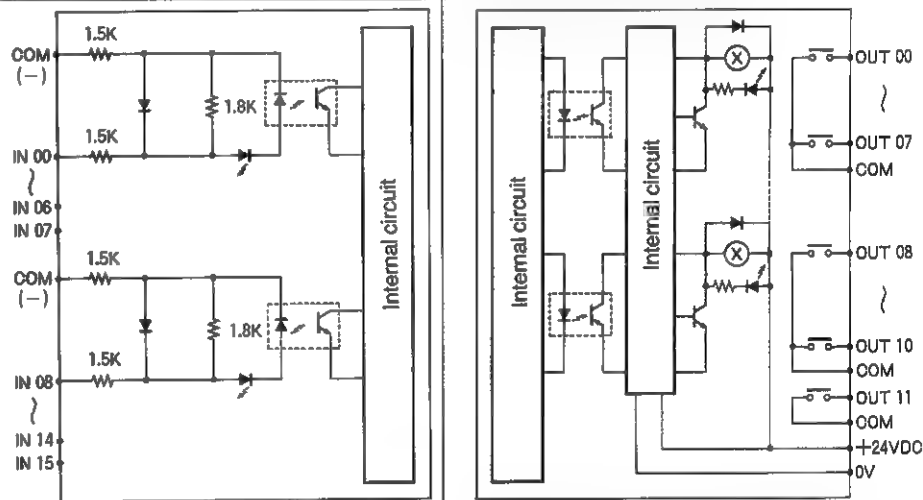 1.5K
COM
(−)
1.8K
1.5K
IN 00
IN 06
IN 07
1.5K
COM
(−)
1.8K
1.5K
IN 08
IN 14
IN 15
Internal circuit
Internal circuit
Internal circuit
OUT 00
OUT 07
COM
OUT 08
OUT 10
COM
OUT 11
COM
+24VDC
0V